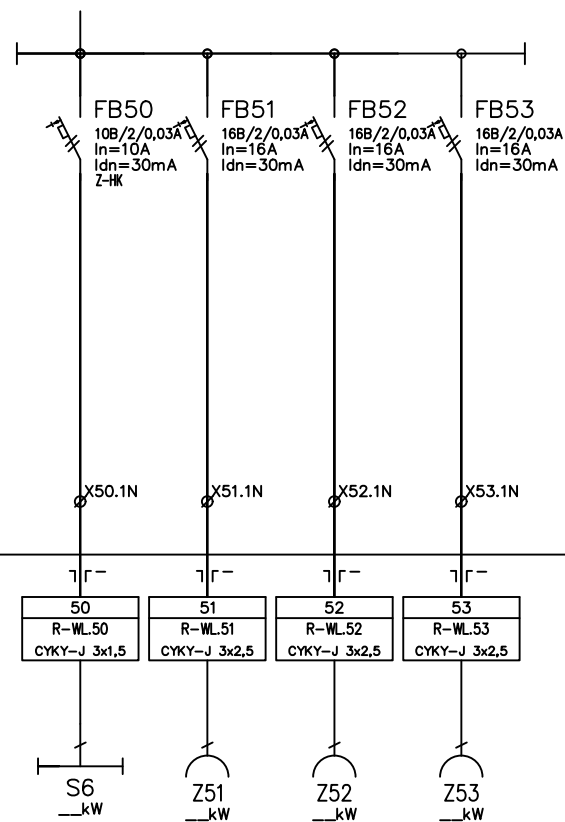 FB50
10B/2/0,03A
In=10A
Idn=30mA
Z-HK
FB51
16B/2/0,03A
In=16A
Idn=30mA
FB52
16B/2/0,03A
In=16A
Idn=30mA
FB53
16B/2/0,03A
In=16A
Idn=30mA
X50.1N
X51.1N
X52.1N
X53.1N
50
R-WL.50
CYKY-J 3x1,5
51
R-WL.51
CYKY-J 3x2,5
52
R-WL.52
CYKY-J 3x2,5
53
R-WL.53
CYKY-J 3x2,5
S6
__kW
Z51
__kW
Z52
__kW
Z53
__kW